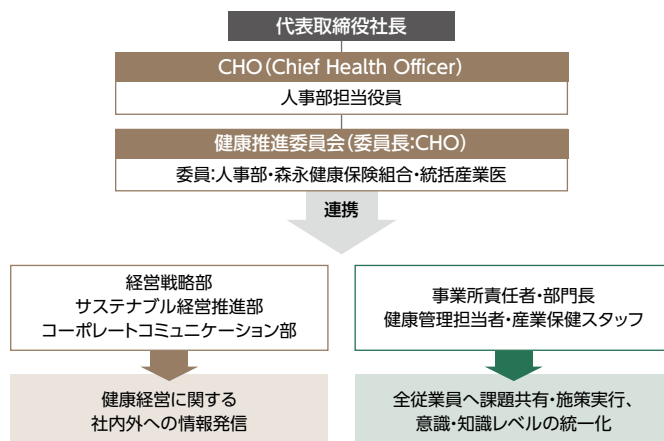 代表取締役社長
CHO(Chief Health Officer)
人事部担当役員
健康推進委員会(委員長:CHO)
委員:人事部・森永健康保険組合・統括産業医
連携
経営戦略部
サステナブル経営推進部
コーポレートコミュニケーション部
事業所責任者・部門長
健康管理担当者・産業保健スタッフ
健康経営に関する
社内外への情報発信
全従業員へ課題共有・施策実行、
意識・知識レベルの統一化